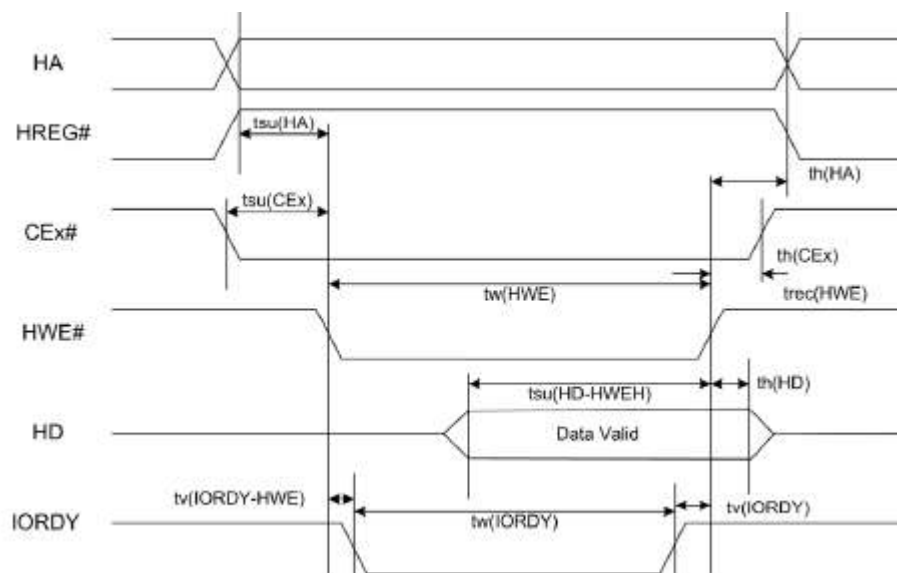 HA
HREG#
tsu(HA)
th(HA)
tsu(CEx)
CEx#
th(CEx)
tw(HWE)
trec(HWE)
HWE#
tsu(HD-HWEH)
th(HD)
HD
Data Valid
tv(IORDY-HWE)
tw(IORDY)
tv(IORDY)
IORDY